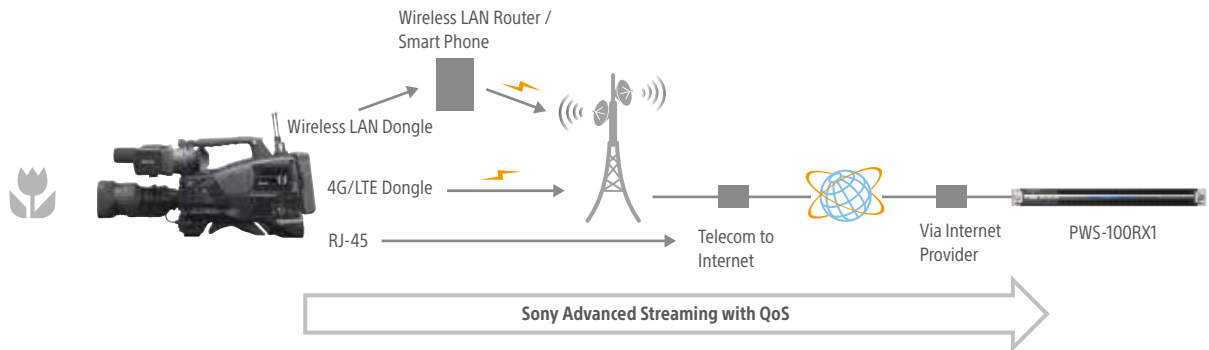 Wireless LAN Router /
Smart Phone
Wireless LAN Dongle
4G/LTE Dongle
RJ-45
Telecom to
Internet
Via Internet
Provider
PWS-100RX1
Sony Advanced Streaming with QoS